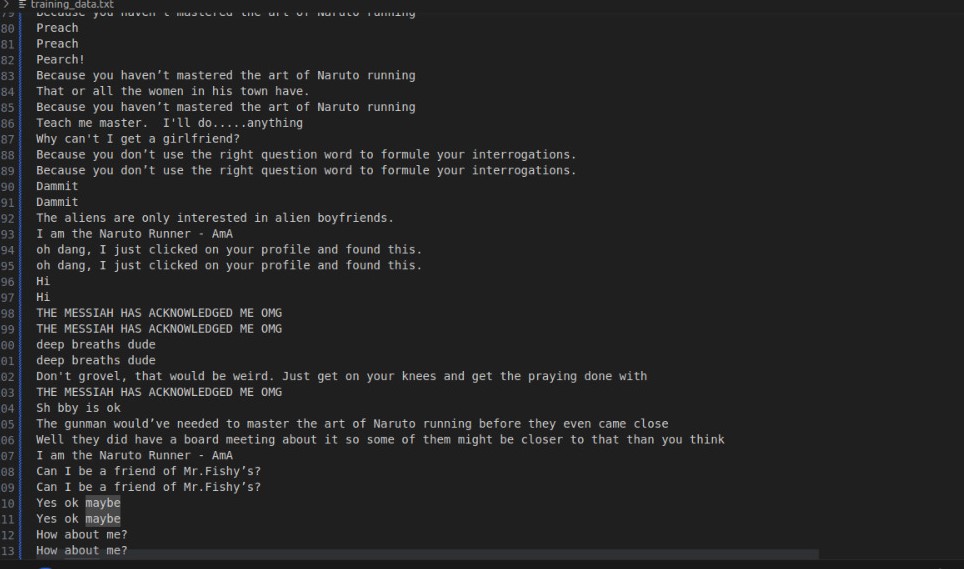 training_data.txt
79 Because you haven't mastered the art of Naruto running
80 Preach
81 Preach
82 Pearch!
83 Because you haven’t mastered the art of Naruto running
84 That or all the women in his town have.
85 Because you haven’t mastered the art of Naruto running
86 Teach me master.  I'll do.....anything
87 Why can't I get a girlfriend?
88 Because you don’t use the right question word to formule your interrogations.
89 Because you don’t use the right question word to formule your interrogations.
90 Dammit
91 Dammit
92 The aliens are only interested in alien boyfriends.
93 I am the Naruto Runner - AmA
94 oh dang, I just clicked on your profile and found this.
95 oh dang, I just clicked on your profile and found this.
96 Hi
97 Hi
98 THE MESSIAH HAS ACKNOWLEDGED ME OMG
99 THE MESSIAH HAS ACKNOWLEDGED ME OMG
00 deep breaths dude
01 deep breaths dude
02 Don't grovel, that would be weird. Just get on your knees and get the praying done with
03 THE MESSIAH HAS ACKNOWLEDGED ME OMG
04 Sh bby is ok
05 The gunman would’ve needed to master the art of Naruto running before they even came close
06 Well they did have a board meeting about it so some of them might be closer to that than you think
07 I am the Naruto Runner - AmA
08 Can I be a friend of Mr.Fishy’s?
09 Can I be a friend of Mr.Fishy’s?
10 Yes ok maybe
11 Yes ok maybe
12 How about me?
13 How about me?